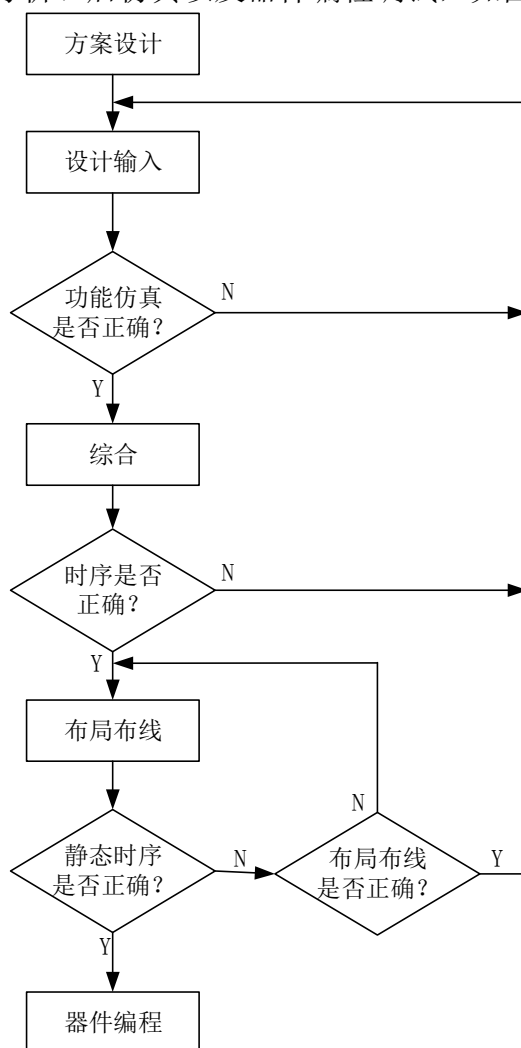 方案设计
设计输入
功能仿真
是否正确?
N
Y
综合
时序是否
正确?
N
Y
布局布线
N
静态时序
是否正确?
N
布局布线
是否正确?
Y
Y
器件编程